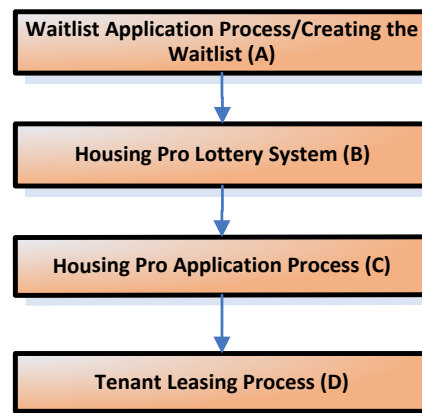 Waitlist Application Process/Creating the
Waitlist (A)
Housing Pro Lottery System (B)
Housing Pro Application Process (C)
Tenant Leasing Process (D)